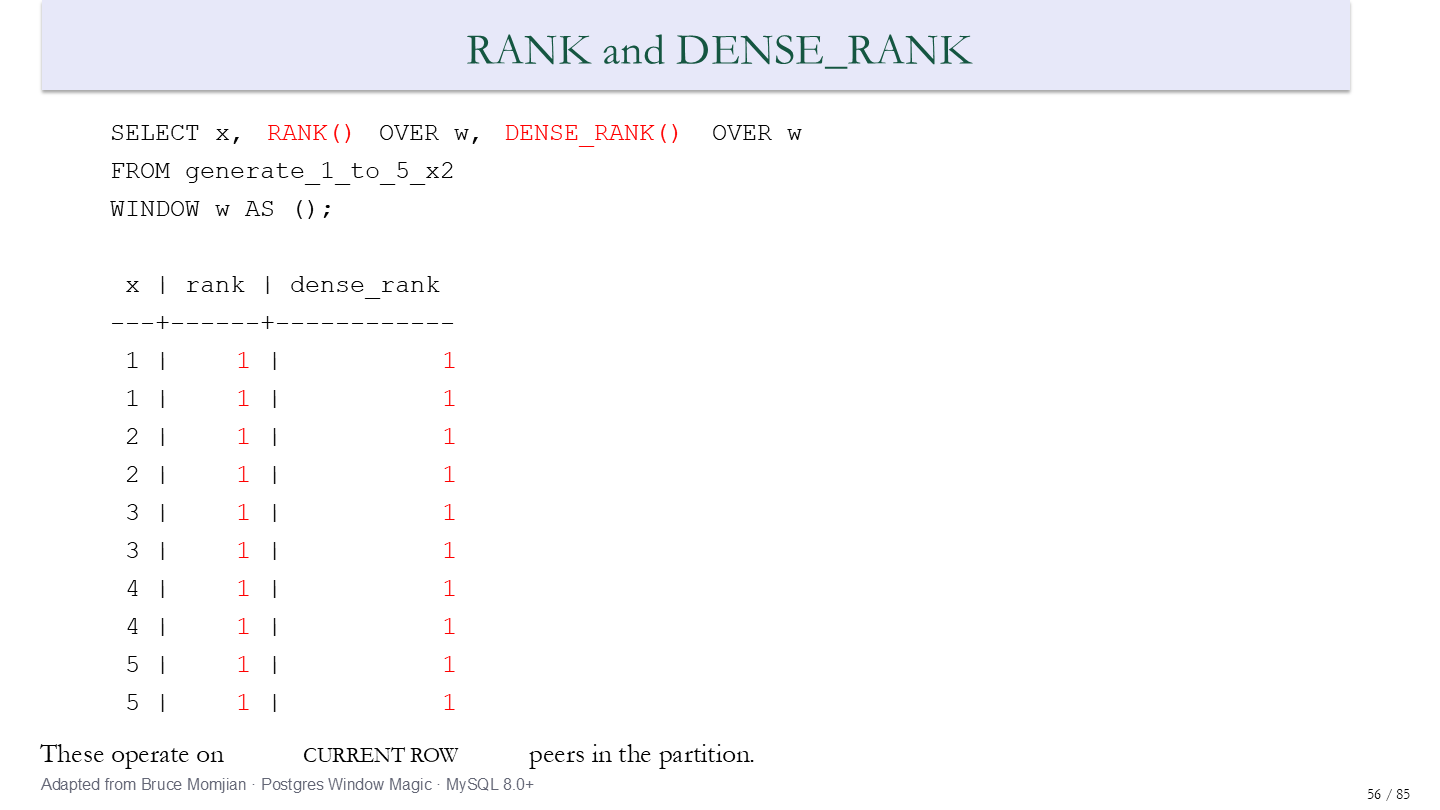 RANK and DENSE_RANK
SELECT x, RANK() OVER w, DENSE_RANK() OVER w
FROM generate_1_to_5_x2
WINDOW w AS ();
x | rank | dense_rank
---+------+------------
1 | 1 | 1
1 | 1 | 1
2 | 1 | 1
2 | 1 | 1
3 | 1 | 1
3 | 1 | 1
4 | 1 | 1
4 | 1 | 1
5 | 1 | 1
5 | 1 | 1
These operate on CURRENT ROW peers in the partition.
Adapted from Bruce Momjian · Postgres Window Magic · MySQL 8.0+
56 / 85